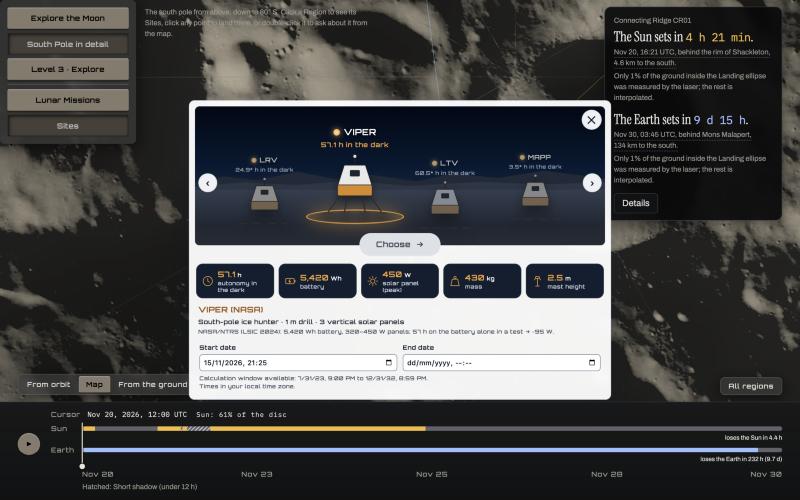 Explore the Moon
South Pole in detail
Level 3 · Explore
Lunar Missions
Sites
The south pole from above, down to 80° S. Click a Region to see its
Sites, click any point to land there, or double-click it to ask about it from
the map.
Connecting Ridge CR01
The Sun sets in 4 h 21 min.
Nov 20, 16:21 UTC, behind the rim of Shackleton,
4.6 km to the south.
Only 1% of the ground inside the Landing ellipse
was measured by the laser; the rest is
interpolated.
The Earth sets in 9 d 15 h.
Nov 30, 03:45 UTC, behind Mons Malapert,
134 km to the south.
Only 1% of the ground inside the Landing ellipse
was measured by the laser; the rest is
interpolated.
Details
VIPER
57.1 h in the dark
LRV
24.9* h in the dark
LTV
60.5* h in the dark
MAPP
3.5* h in the dark
Choose →
57.1 h
autonomy in
the dark
5,420 Wh
battery
450 W
solar panel
(peak)
430 kg
mass
2.5 m
mast height
VIPER (NASA)
South-pole ice hunter · 1 m drill · 3 vertical solar panels
NASA/NTRS (LSIC 2024): 5,420 Wh battery, 320–450 W panels; 57 h on the battery alone in a test → ~95 W.
Start date
End date
15/11/2026, 21:25
dd/mm/yyyy, --:--
Calculation window available: 7/31/23, 9:00 PM to 12/31/32, 8:59 PM.
Times in your local time zone.
From orbit
Map
From the ground
All regions
Cursor Nov 20, 2026, 12:00 UTC Sun: 61% of the disc
Sun
loses the Sun in 4.4 h
Earth
loses the Earth in 232 h (9.7 d)
Nov 20
Nov 23
Nov 25
Nov 28
Nov 30
Hatched: Short shadow (under 12 h)